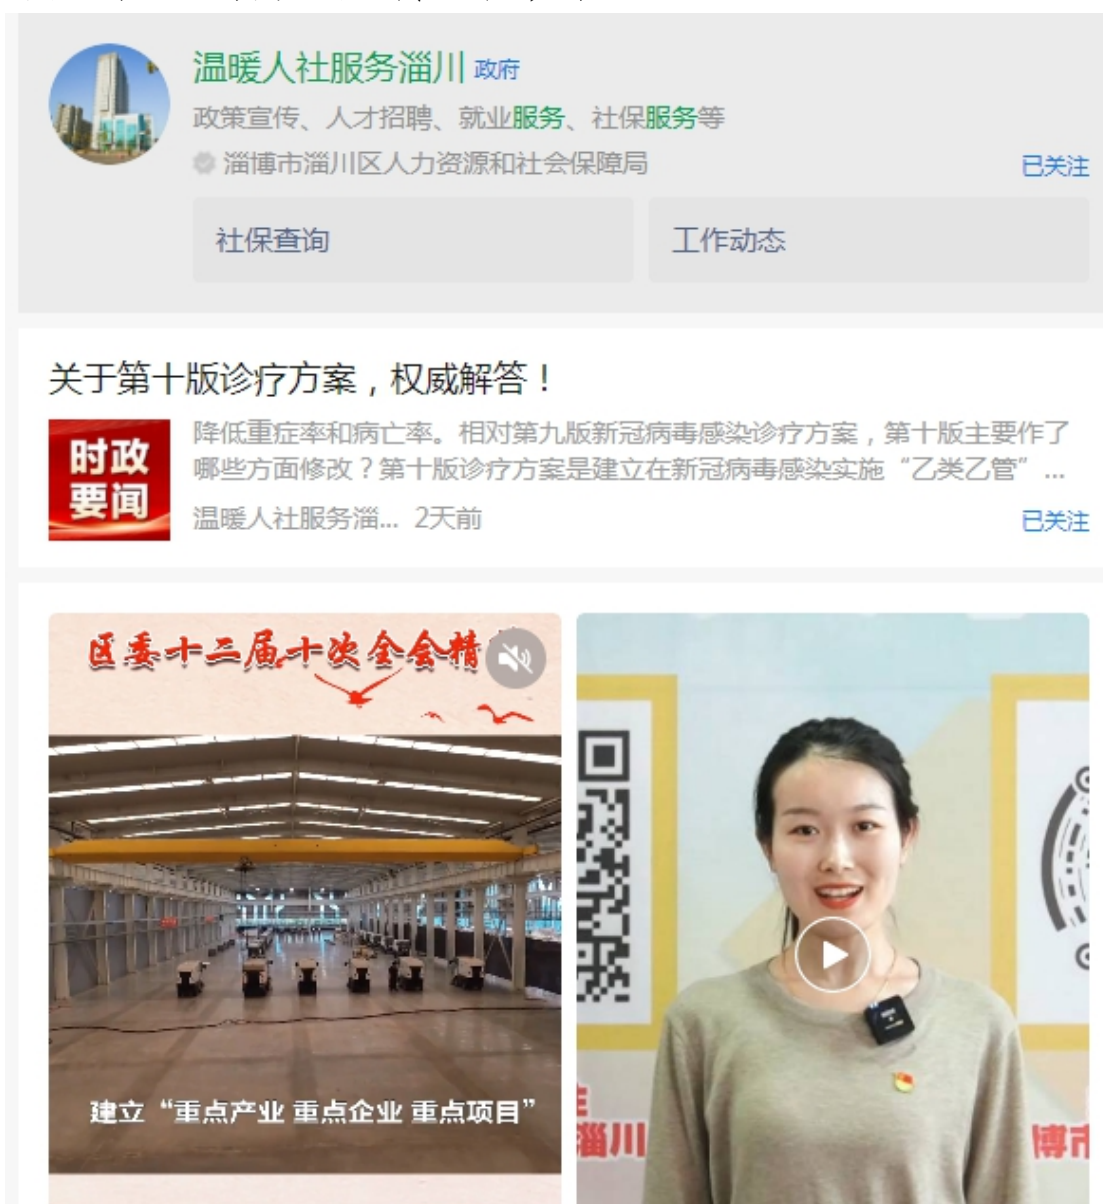 温暖人社服务淄川 政府
政策宣传、人才招聘、就业服务、社保服务等
淄博市淄川区人力资源和社会保障局
已关注
社保查询
工作动态
关于第十版诊疗方案，权威解答！
时政
要闻
降低重症率和病亡率。相对第九版新冠病毒感染诊疗方案，第十版主要作了
哪些方面修改？第十版诊疗方案是建立在新冠病毒感染实施“乙类乙管”...
温暖人社服务淄... 2天前
已关注
区委十二届十次全会精
建立“重点产业 重点企业 重点项目”
淄川
博市